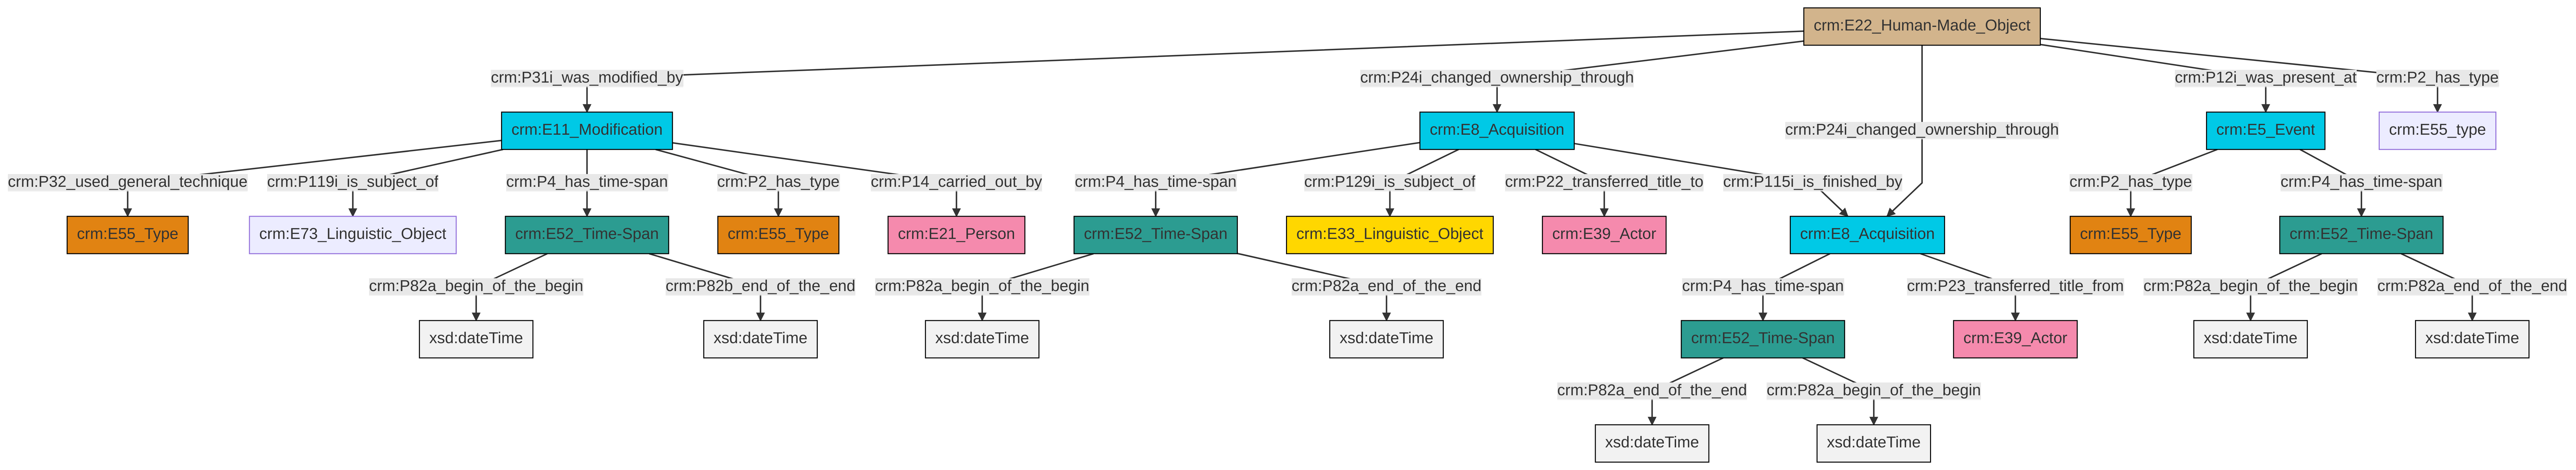 crm:E22_Human-Made_Object
crm:P31i_was_modified_by
crm:P24i_changed_ownership_through
crm:P12i_was_present_at
crm:P2_has_type
crm:E11_Modification
crm:E8_Acquisition
crm:P24i_changed_ownership_through
crm:E5_Event
crm:E55_type
crm:P32_used_general_technique
crm:P119i_is_subject_of
crm:P4_has_time-span
crm:P2_has_type
crm:P14_carried_out_by
crm:P4_has_time-span
crm:P129i_is_subject_of
crm:P22_transferred_title_to
crm:P115i_is_finished_by
crm:P2_has_type
crm:P4_has_time-span
crm:E55_Type
crm:E73_Linguistic_Object
crm:E52_Time-Span
crm:E55_Type
crm:E21_Person
crm:E52_Time-Span
crm:E33_Linguistic_Object
crm:E39_Actor
crm:E8_Acquisition
crm:E55_Type
crm:E52_Time-Span
crm:P82a_begin_of_the_begin
crm:P82b_end_of_the_end
crm:P82a_begin_of_the_begin
crm:P82a_end_of_the_end
crm:P4_has_time-span
crm:P23_transferred_title_from
crm:P82a_begin_of_the_begin
crm:P82a_end_of_the_end
xsd:dateTime
xsd:dateTime
xsd:dateTime
xsd:dateTime
crm:E52_Time-Span
crm:E39_Actor
xsd:dateTime
xsd:dateTime
crm:P82a_end_of_the_end
crm:P82a_begin_of_the_begin
xsd:dateTime
xsd:dateTime